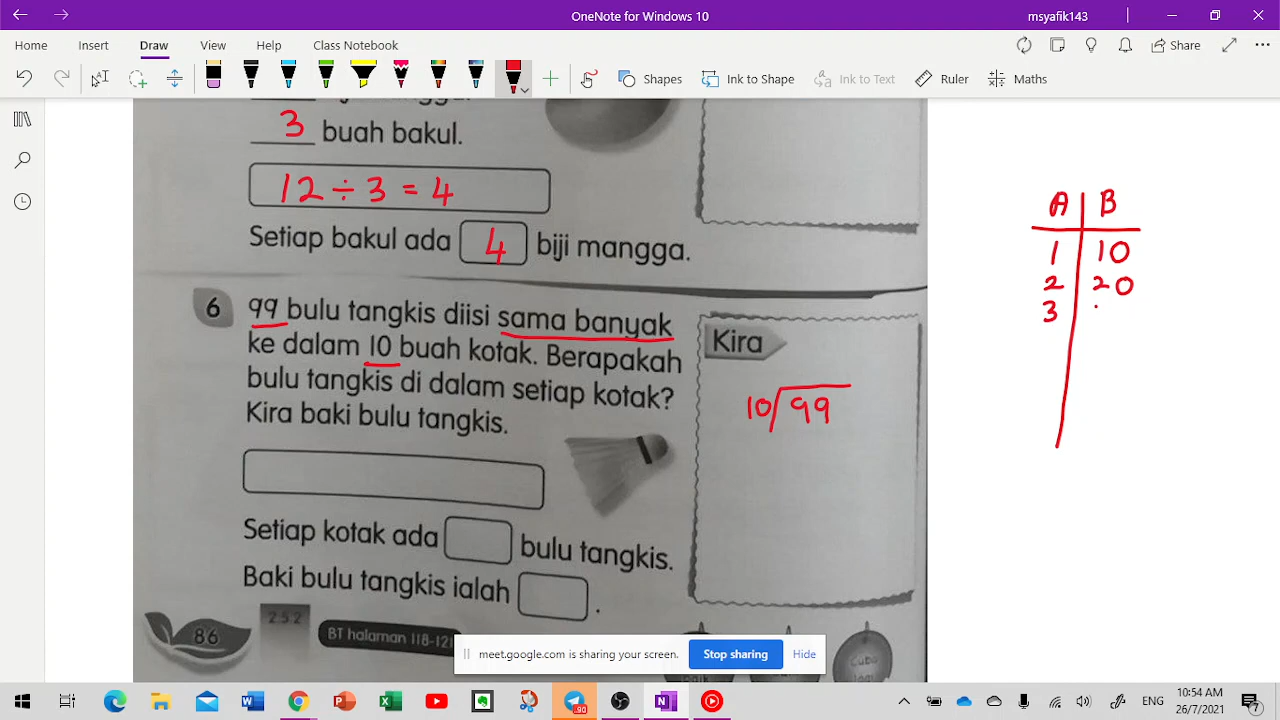 OneNote for Windows 10
msyafik143
Home Insert Draw View Help Class Notebook
Share
Shapes Ink to Shape Ink to Text Ruler Maths
3 buah bakul.
12 ÷ 3 = 4
Setiap bakul ada 4 biji mangga.
6 99 bulu tangkis diisi sama banyak
ke dalam 10 buah kotak. Berapakah
bulu tangkis di dalam setiap kotak?
Kira baki bulu tangkis.
Setiap kotak ada bulu tangkis.
Baki bulu tangkis ialah .
Kira
10 99
A B
1 10
2 20
3
86
2.5.2
BT halaman 118-121
Cuba
meet.google.com is sharing your screen.
Stop sharing
Hide
10:54 AM
26/7/2021